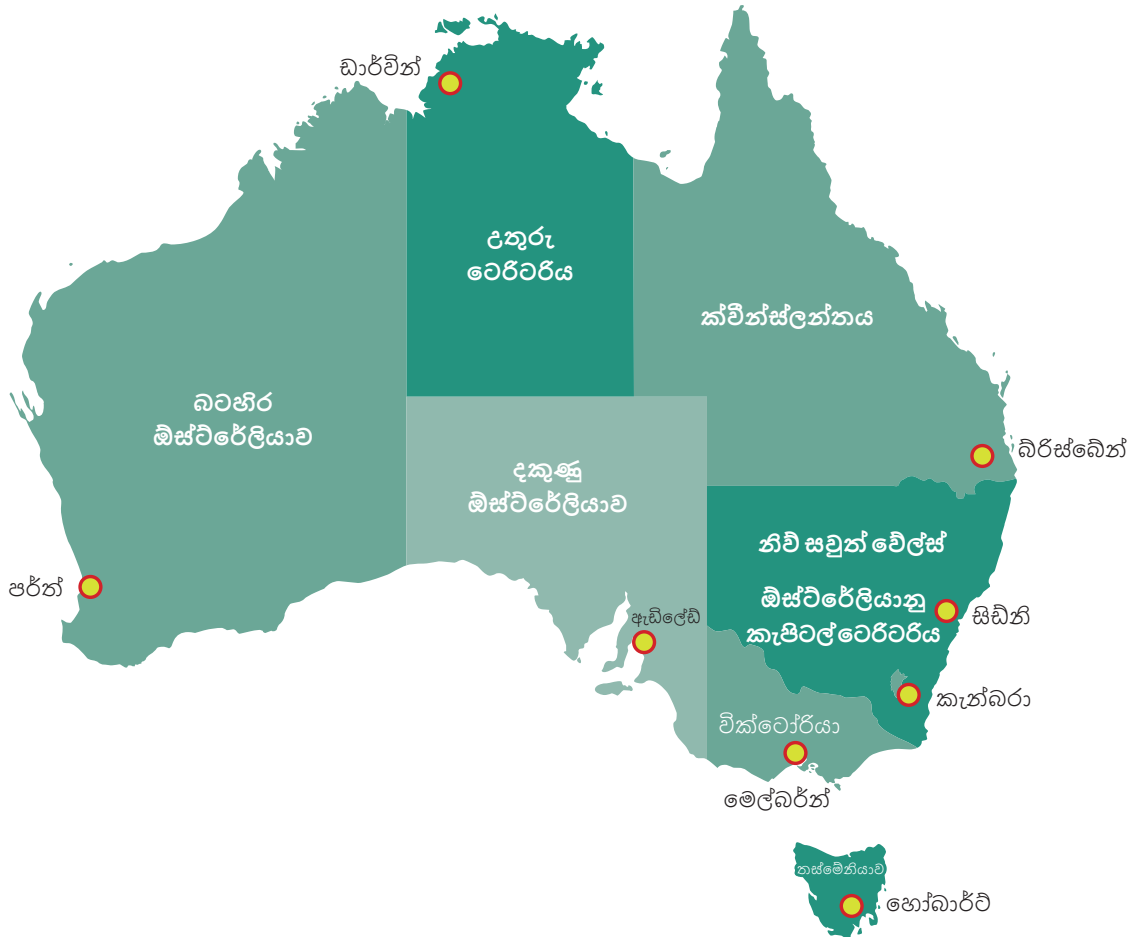 ඩාර්වින්
උතුරු
ටෙරිටරිය
ක්වීන්ස්ලන්තය
බටහිර
ඕස්ට්රේලියාව
බ්රිස්බේන්
දකුණු
ඕස්ට්රේලියාව
නිව් සවුත් වේල්ස්
පර්ත්
ඕස්ට්රේලියානු
කැපිටල් ටෙරිටරිය
ඇඩිලේඩ්
සිඩ්නි
කැන්බරා
වික්ටෝරියා
මෙල්බර්න්
තස්මේනියාව
හෝබාර්ට්